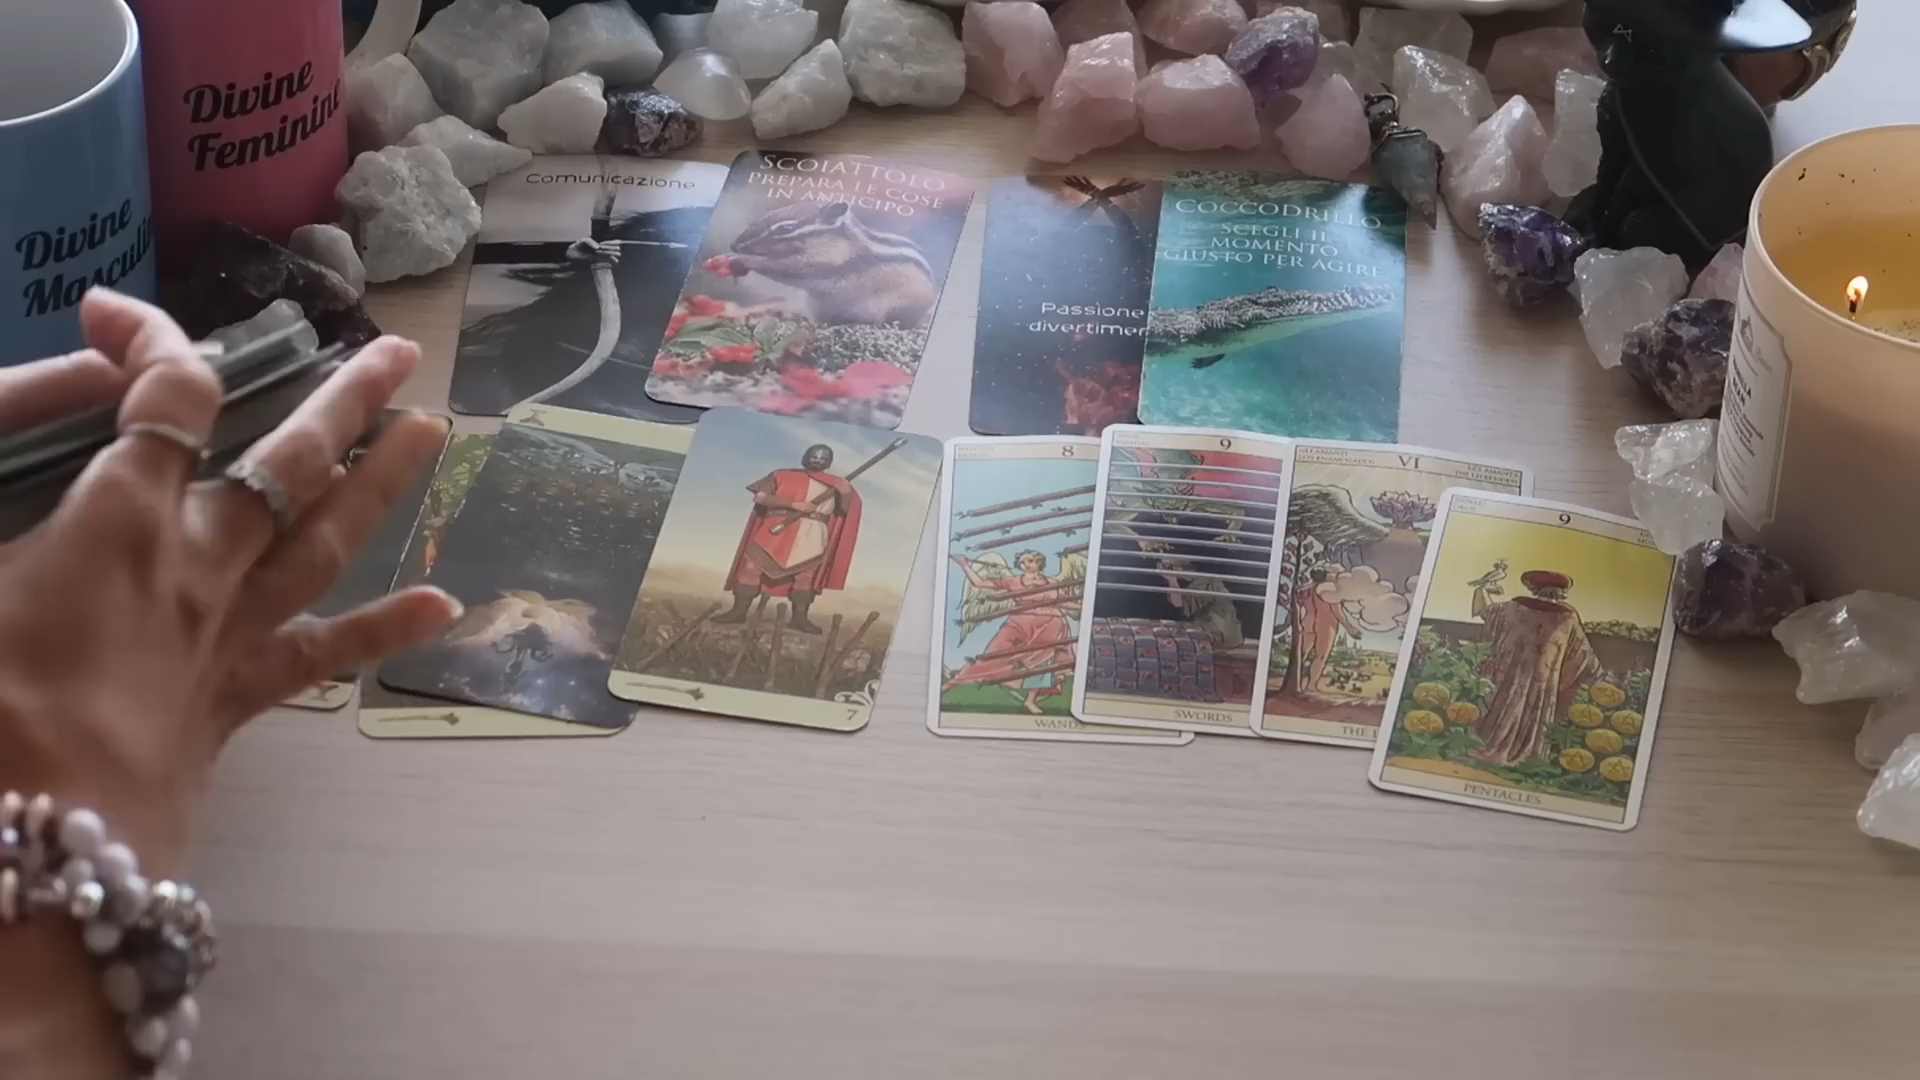 Divine
Feminine
Divine
Masculi
Comunicazione
SCOIATTOLO
PREPARA LE COSE
IN ANTICIPO
Passione
divertimen
COCCODRILLO
SCEGLI IL
MOMENTO
GIUSTO PER AGIRE
8
9
VI
9
7
WANDS
SWORDS
THE L
PENTACLES